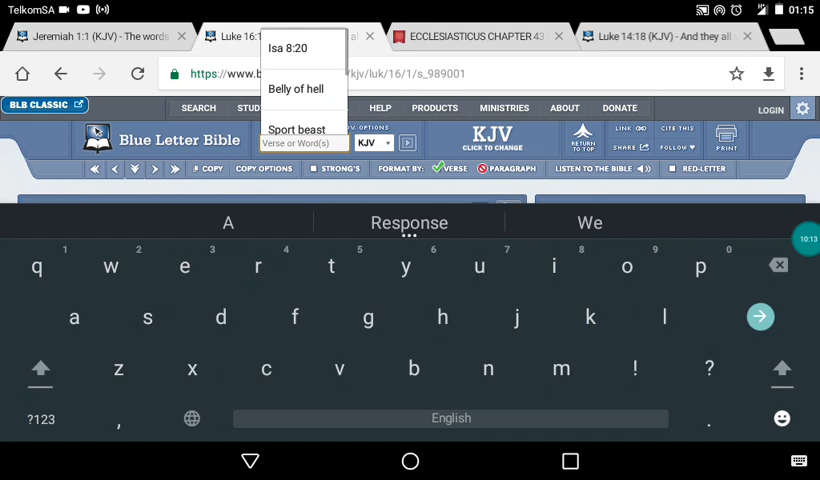 TelkomSA
01:15
Jeremiah 1:1 (KJV) - The words
Luke 16:1
ECCLESIASTICUS CHAPTER 43
Luke 14:18 (KJV) - And they all
https://www.b
/kjv/luk/16/1/s_989001
Isa 8:20
Belly of hell
Sport beast
BLB CLASSIC
SEARCH
HELP
PRODUCTS
MINISTRIES
ABOUT
DONATE
LOGIN
Blue Letter Bible
V. OPTIONS
Verse or Word(s)
KJV
KJV
CLICK TO CHANGE
RETURN
TO TOP
LINK
CITE THIS
SHARE
FOLLOW
PRINT
COPY
COPY OPTIONS
STRONG'S
FORMAT BY:
VERSE
PARAGRAPH
LISTEN TO THE BIBLE
RED-LETTER
A
Response
We
10:13
1 2 3 4 5 6 7 8 9 0
q w e r t y u i o p
a s d f g h j k l
z x c v b n m ! ?
?123 , English .